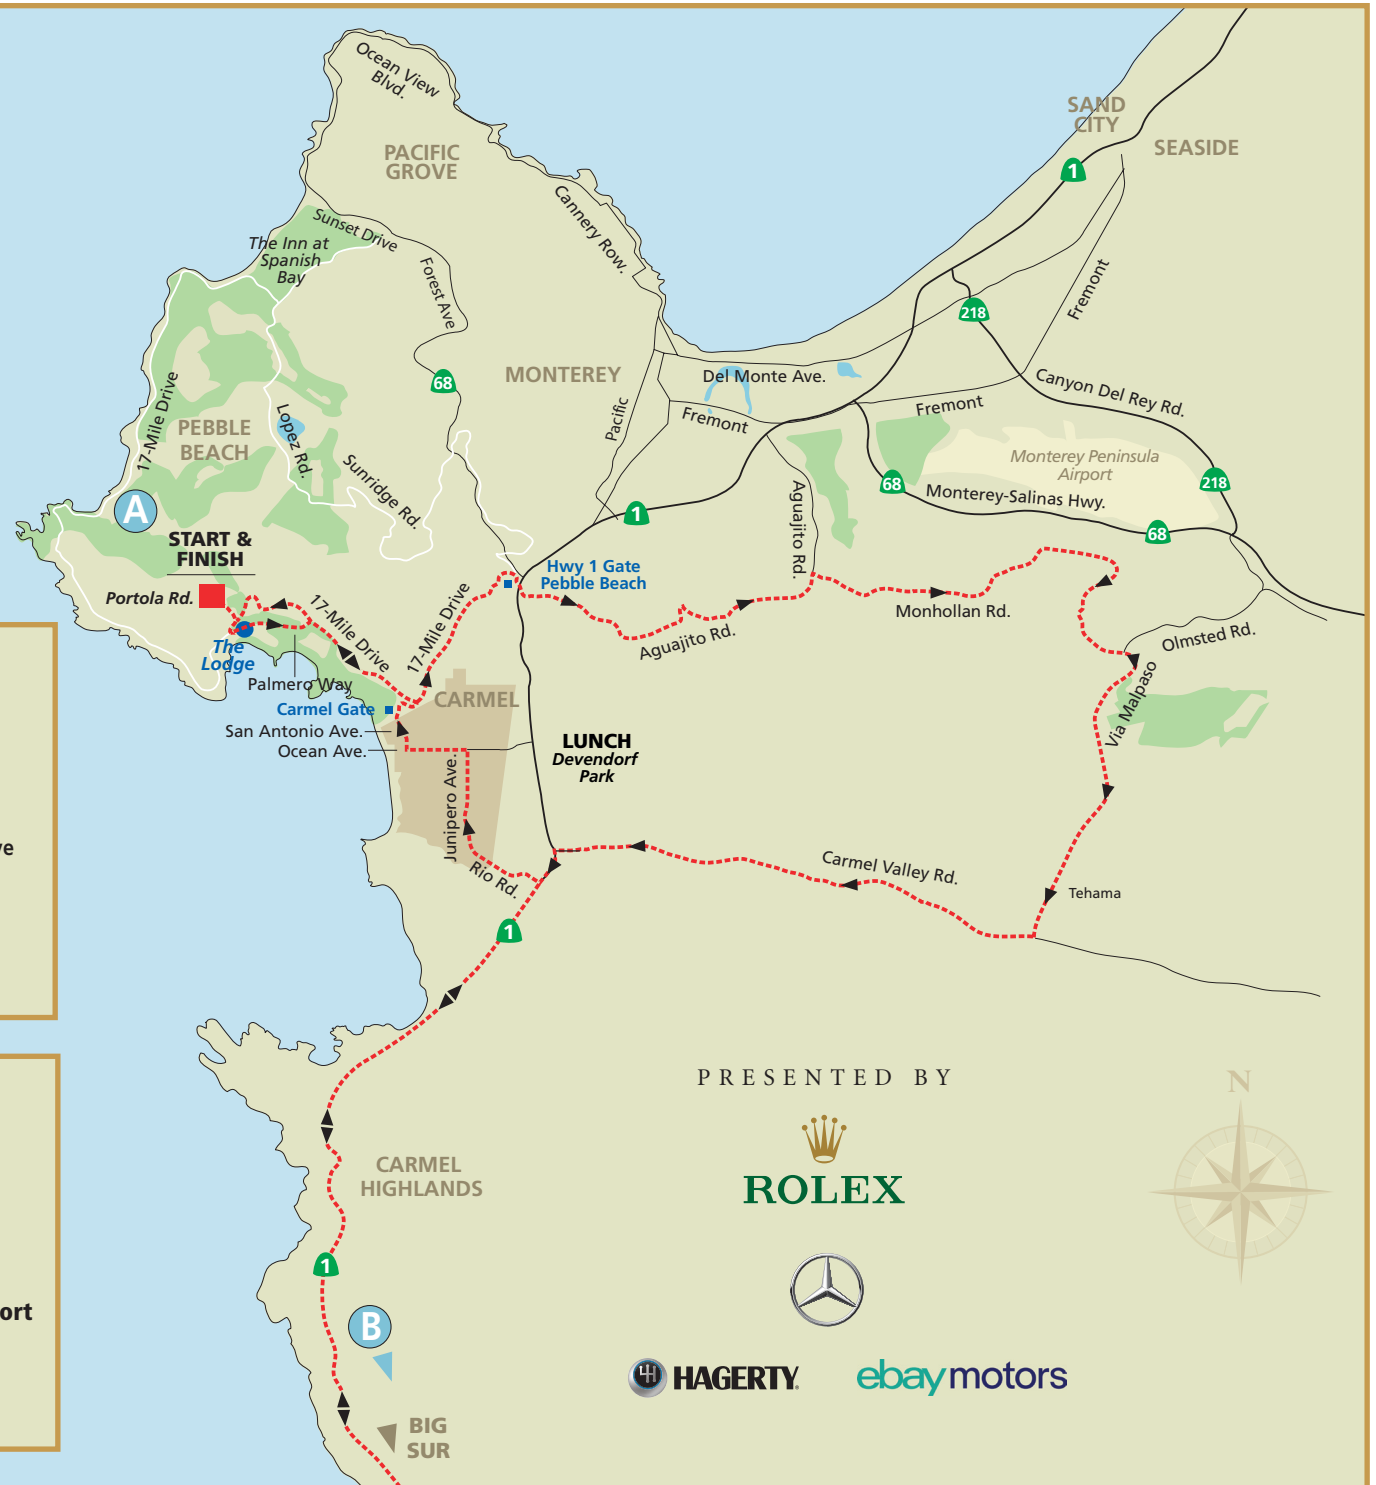 Ocean View
Blvd.
SAND
CITY
SEASIDE
PACIFIC
GROVE
1
Cannery Row.
Sunset Drive
The Inn at
Spanish
Bay
Forest Ave
218
Fremont
68
MONTEREY
Del Monte Ave.
Canyon Del Rey Rd.
17-Mile Drive
PEBBLE
BEACH
Lopez Rd.
Pacific
Fremont
Fremont
Sunridge Rd.
Monterey Peninsula
Airport
218
68
Monterey-Salinas Hwy.
68
A
1
Aguajito Rd.
START &
FINISH
Portola Rd.
Hwy 1 Gate
Pebble Beach
17-Mile Drive
17-Mile Drive
Monhollan Rd.
Aguajito Rd.
Olmsted Rd.
The
Lodge
Palmero Way
Carmel Gate
CARMEL
Via Malpaso
San Antonio Ave.
Ocean Ave.
LUNCH
Devendorf
Park
Junipero Ave.
Rio Rd.
Carmel Valley Rd.
Tehama
1
PRESENTED BY
N
ROLEX
CARMEL
HIGHLANDS
1
B
HAGERTY
ebay motors
BIG
SUR
ort